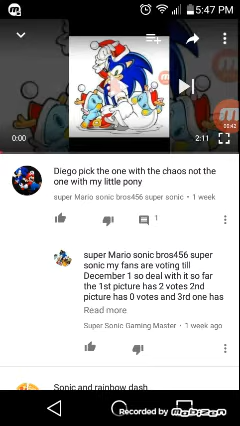 5:47 PM
05:42
0:00
2:11
Diego pick the one with the chaos not the
one with my little pony
super Mario sonic bros456 super sonic • 1 week
1
super Mario sonic bros456 super
sonic my fans are voting till
December 1 so deal with it so far
the 1st picture has 2 votes 2nd
picture has 0 votes and 3rd one has
Read more
Super Sonic Gaming Master • 1 week ago
Sonic and rainbow dash
Recorded by Mobizen